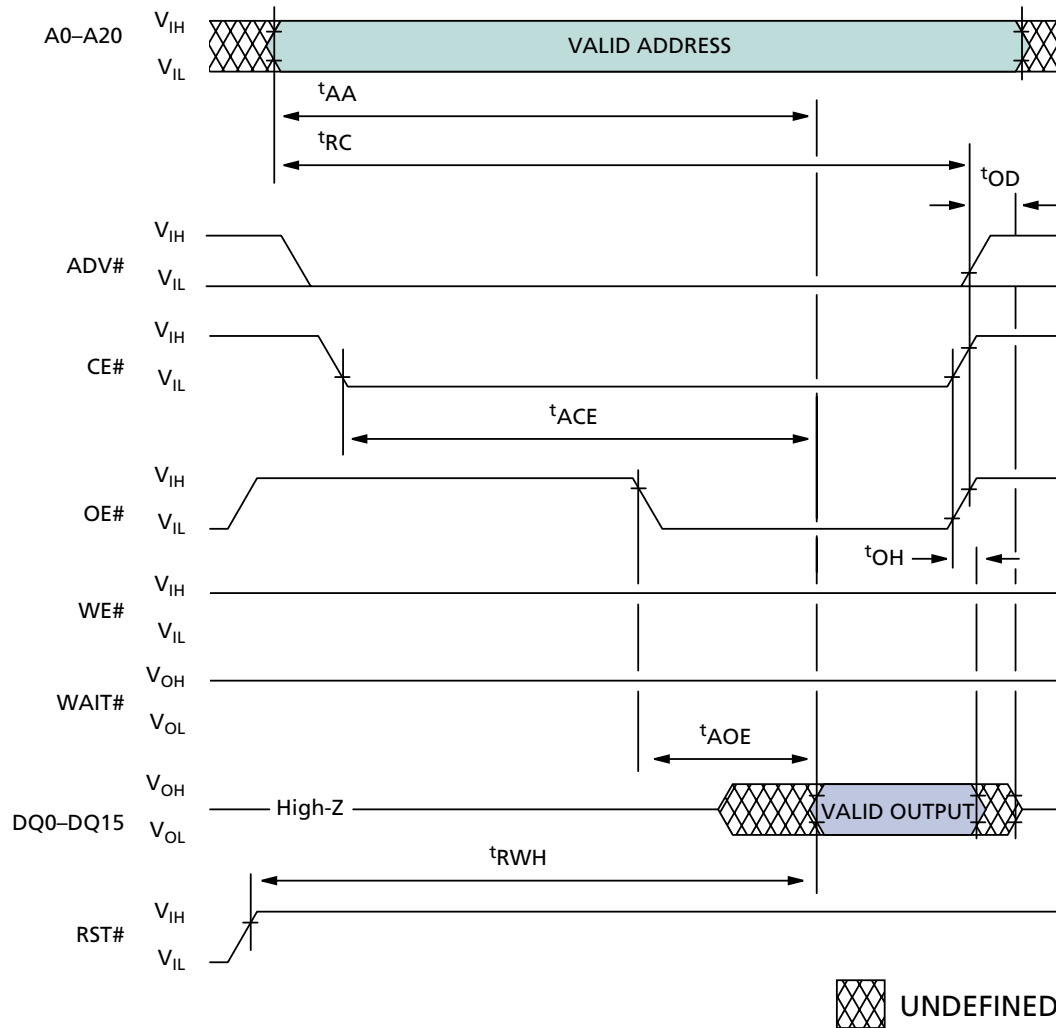 A0–A20
VIH
VIL
VALID ADDRESS
tAA
tRC
tOD
ADV#
VIH
VIL
CE#
VIH
VIL
tACE
OE#
VIH
VIL
tOH
WE#
VIH
VIL
WAIT#
VOH
VOL
tAOE
DQ0–DQ15
VOH
VOL
High-Z
VALID OUTPUT
tRWH
RST#
VIH
VIL
UNDEFINED